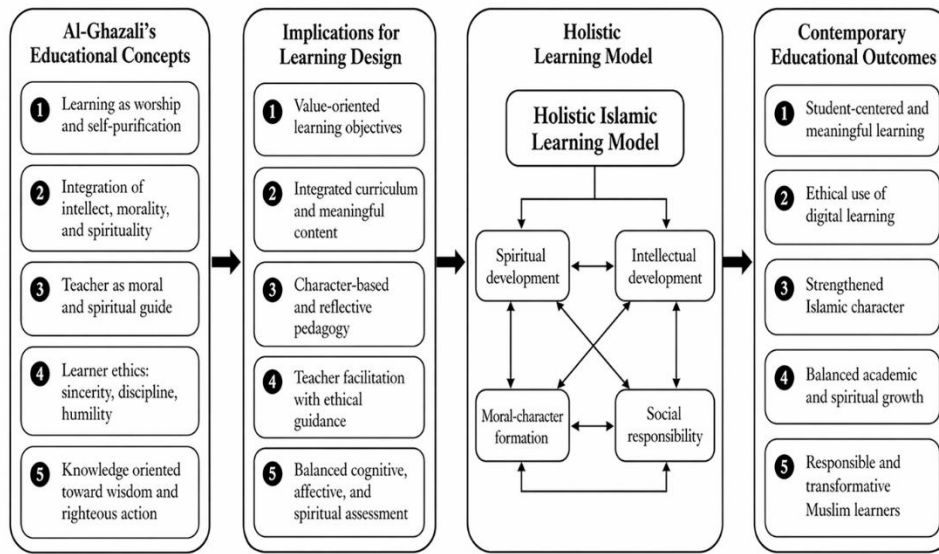 Al-Ghazali's
Educational Concepts
1 Learning as worship
and self-purification
2 Integration of
intellect, morality,
and spirituality
3 Teacher as moral
and spiritual guide
4 Learner ethics:
sincerity, discipline,
humility
5 Knowledge oriented
toward wisdom and
righteous action
Implications for
Learning Design
1 Value-oriented
learning objectives
2 Integrated curriculum
and meaningful
content
3 Character-based
and reflective
pedagogy
4 Teacher facilitation
with ethical
guidance
5 Balanced cognitive,
affective, and
spiritual assessment
Holistic
Learning Model
Holistic Islamic
Learning Model
Spiritual
development
Intellectual
development
Moral-character
formation
Social
responsibility
Contemporary
Educational Outcomes
1 Student-centered and
meaningful learning
2 Ethical use of
digital learning
3 Strengthened
Islamic character
4 Balanced academic
and spiritual growth
5 Responsible and
transformative
Muslim learners